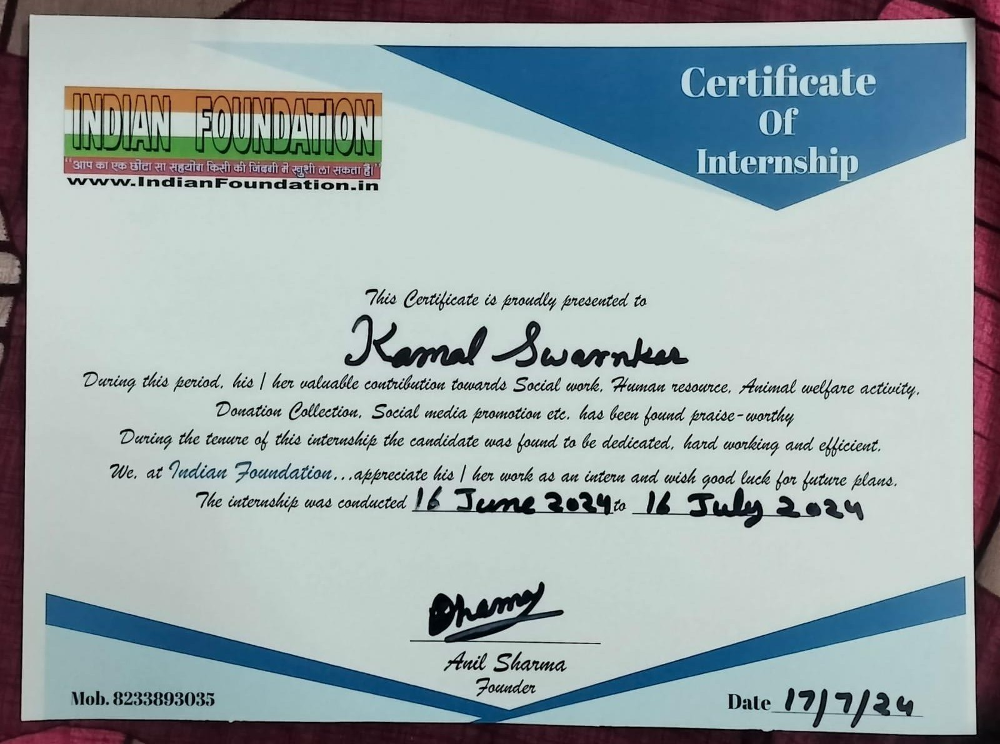 INDIAN FOUNDATION
"आप का एक छोटा सा सहयोग किसी की जिंदगी में खुशी ला सकता है।"
www.IndianFoundation.in
Certificate
Of
Internship
This Certificate is proudly presented to
Kamal Swarnkar
During this period, his / her valuable contribution towards Social work, Human resource, Animal welfare activity,
Donation Collection, Social media promotion etc. has been found praise-worthy
During the tenure of this internship the candidate was found to be dedicated, hard working and efficient.
We, at Indian Foundation...appreciate his / her work as an intern and wish good luck for future plans.
The internship was conducted 16 June 2024 to 16 July 2024
Anil Sharma
Founder
Mob. 8233893035
Date 17/7/24